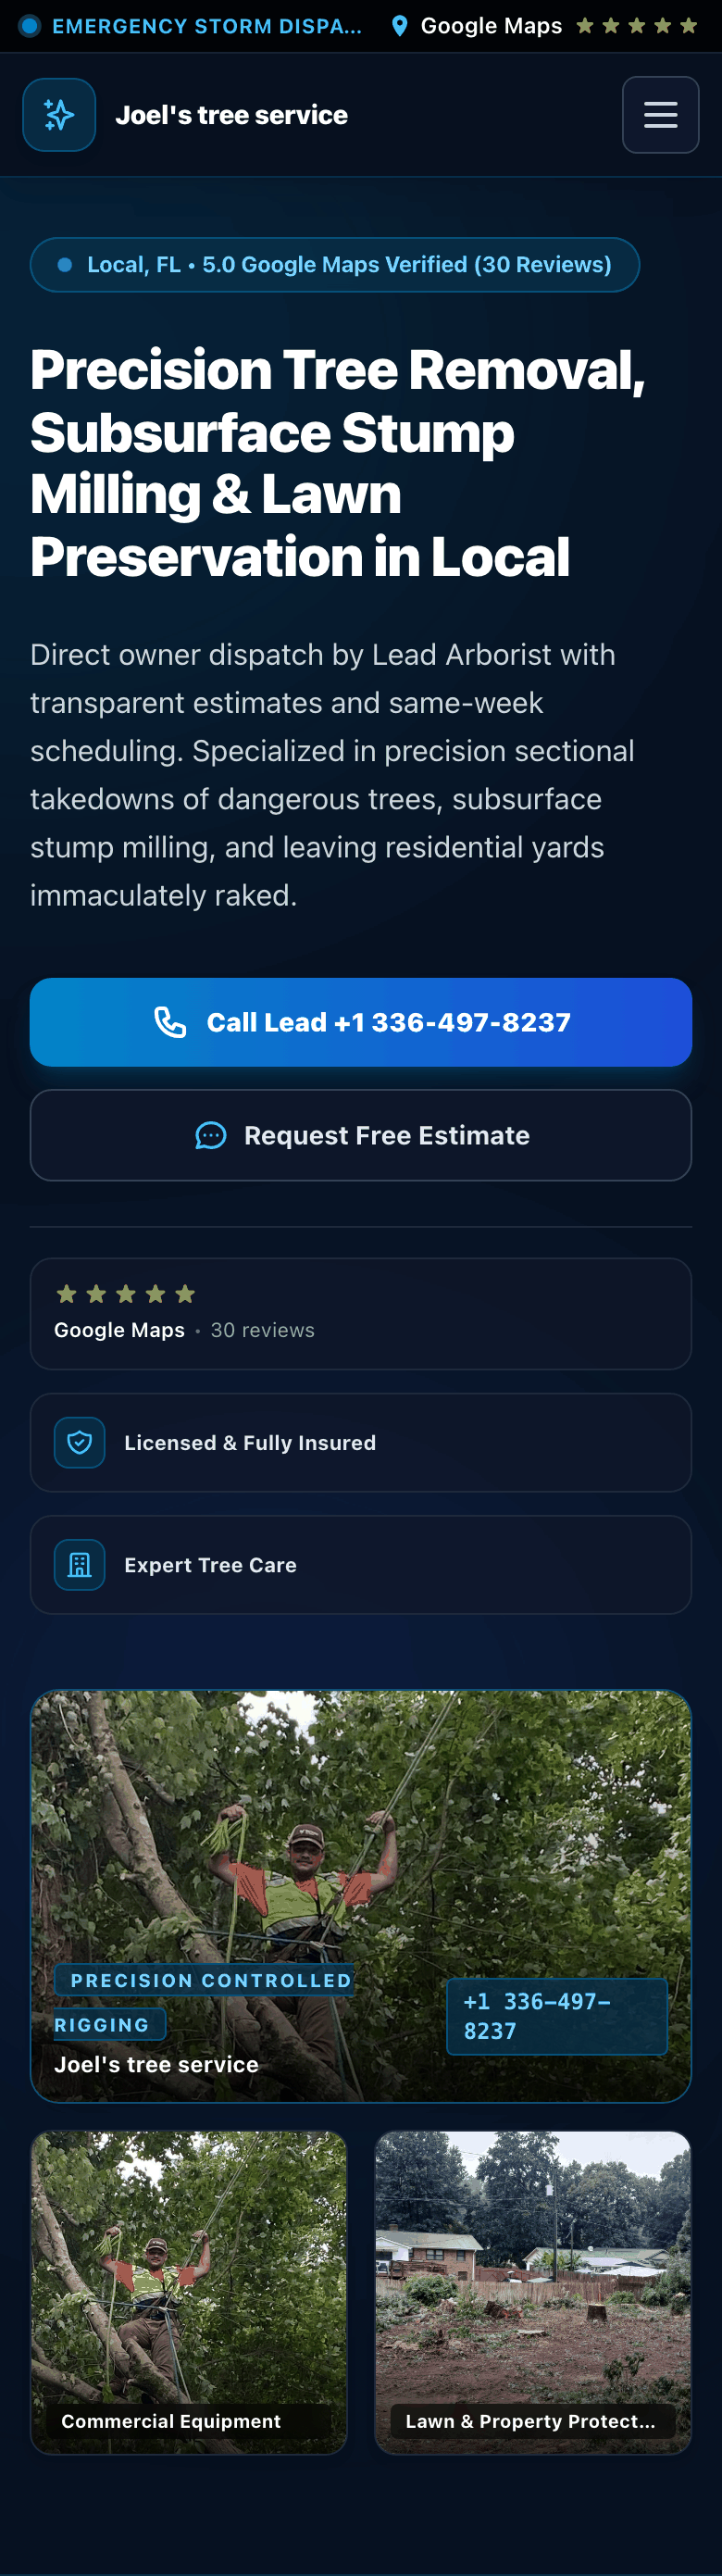 EMERGENCY STORM DISPA...
Google Maps
Joel's tree service
Local, FL • 5.0 Google Maps Verified (30 Reviews)
Precision Tree Removal,
Subsurface Stump
Milling & Lawn
Preservation in Local
Direct owner dispatch by Lead Arborist with
transparent estimates and same-week
scheduling. Specialized in precision sectional
takedowns of dangerous trees, subsurface
stump milling, and leaving residential yards
immaculately raked.
Call Lead +1 336-497-8237
Request Free Estimate
Google Maps • 30 reviews
Licensed & Fully Insured
Expert Tree Care
PRECISION CONTROLLED
RIGGING
Joel's tree service
+1 336-497-
8237
Commercial Equipment
Lawn & Property Protect...